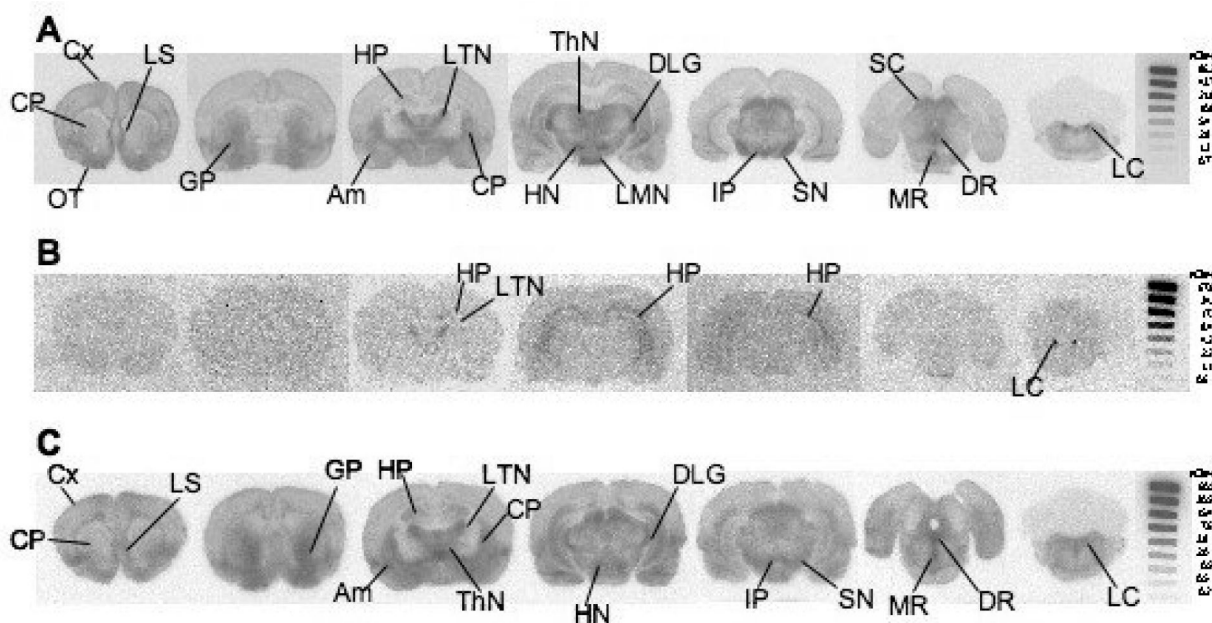 A
Cx LS HP LTN ThN DLG SC
CP
GP Am CP HN LMN IP SN MR DR LC
OT
B
HP LTN HP HP
LC
C
Cx LS GP HP LTN CP DLG
CP
Am ThN HN IP SN MR DR LC